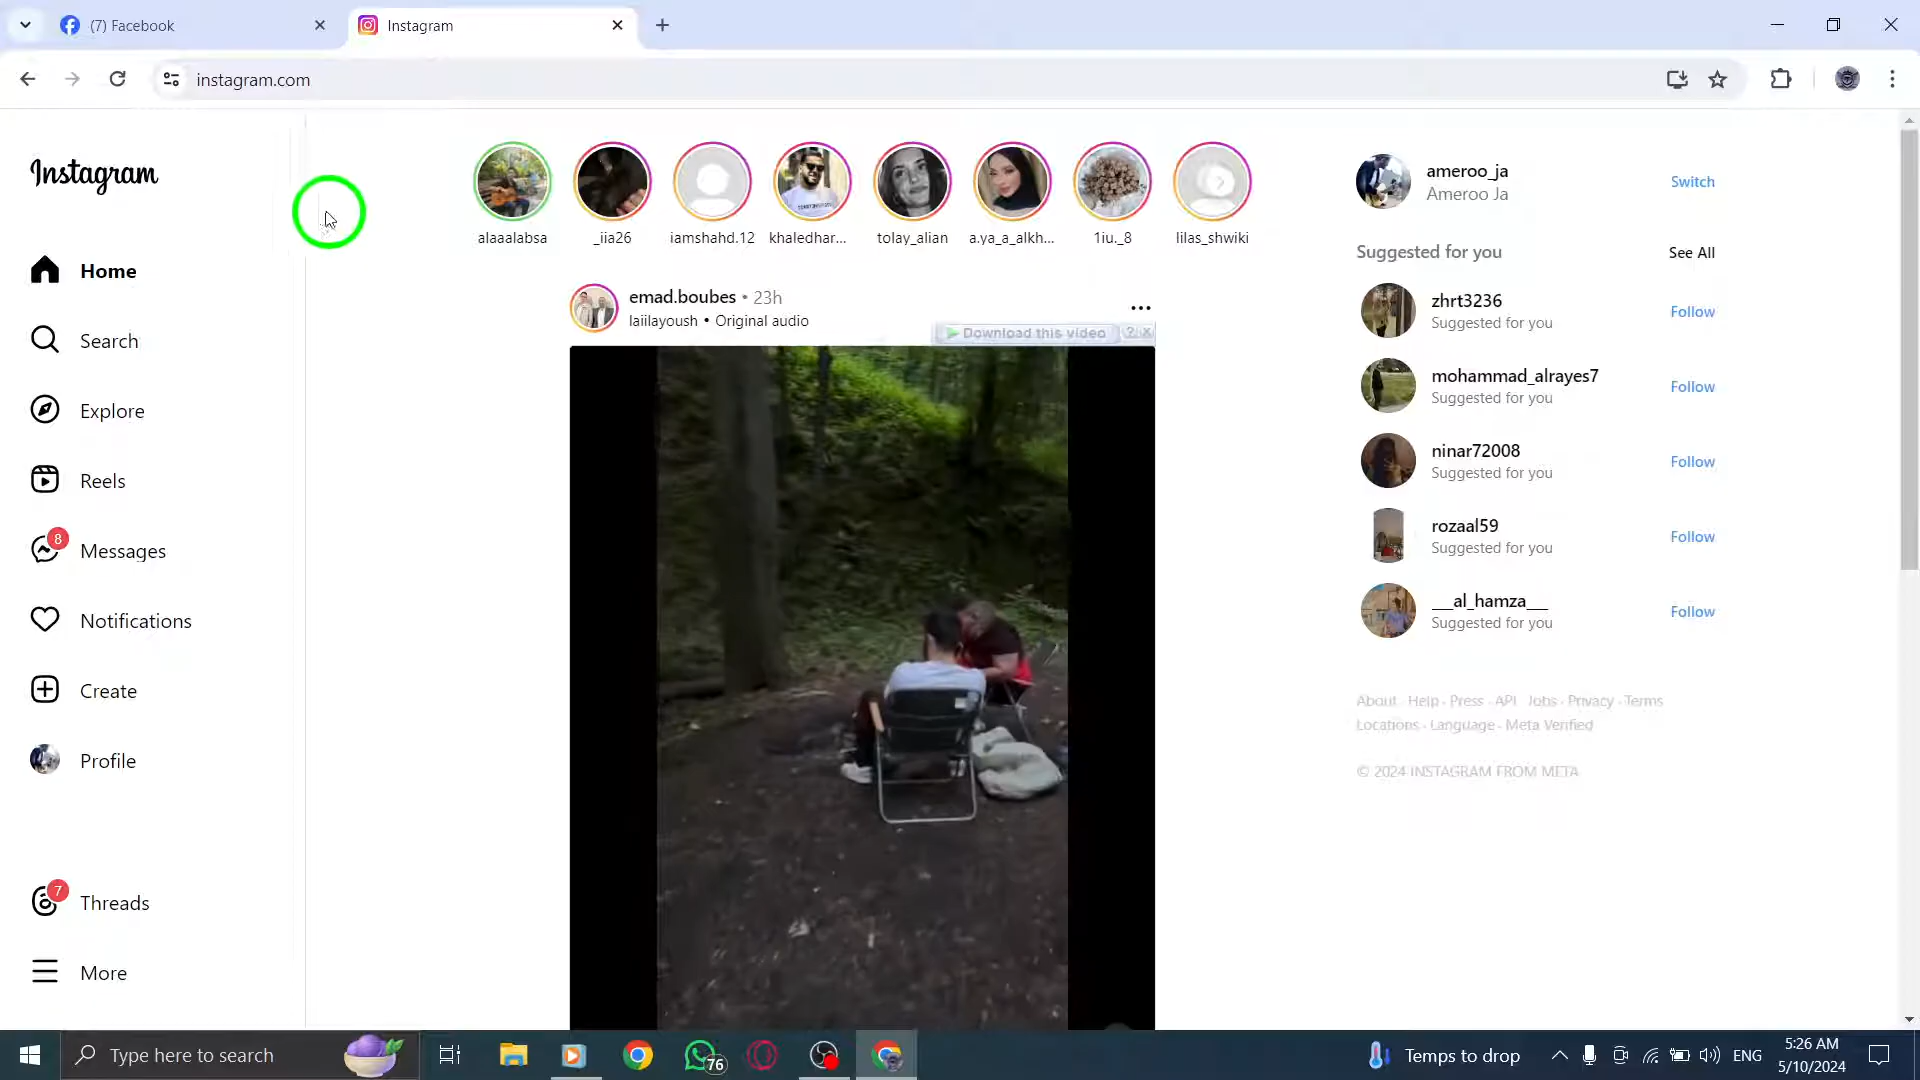 (7) Facebook
Instagram
instagram.com
Instagram
Home
Search
Explore
Reels
8
Messages
Notifications
Create
Profile
7
Threads
More
alaaalabsa
_iia26
iamshahd.12
khaledhar...
tolay_alian
a.ya_a_alkh...
1iu._8
lilas_shwiki
emad.boubes • 23h
laiilayoush • Original audio
Download this video
ameroo_ja
Ameroo Ja
Switch
Suggested for you
See All
zhrt3236
Suggested for you
Follow
mohammad_alrayes7
Suggested for you
Follow
ninar72008
Suggested for you
Follow
rozaal59
Suggested for you
Follow
___al_hamza___
Suggested for you
Follow
About · Help · Press · API · Jobs · Privacy · Terms
Locations · Language · Meta Verified
© 2024 INSTAGRAM FROM META
Type here to search
76
Temps to drop
ENG
5:26 AM
5/10/2024